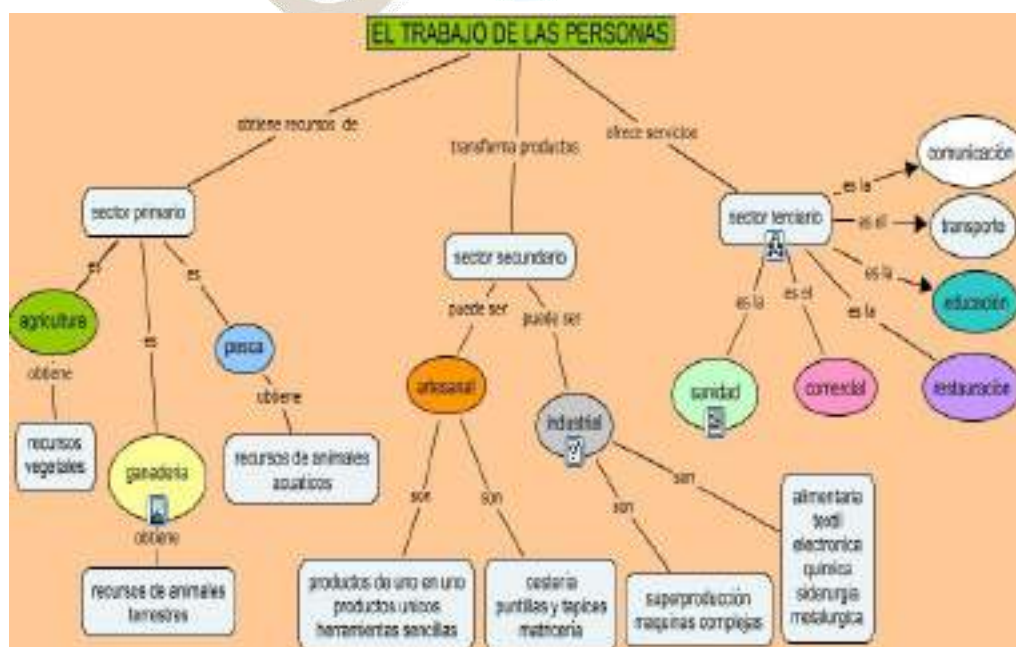 EL TRABAJO DE LAS PERSONAS
obtiene recursos de
transforma productos
ofrece servicios
sector primario
sector secundario
sector terciario
es
es
es
agricultura
ganaderia
pesca
obtiene
obtiene
obtiene
recursos
vegetales
recursos de animales
terrestres
recursos de animales
acuaticos
puede ser
puede ser
artesanal
industrial
son
son
son
son
productos de uno en uno
productos unicos
herramientas sencillas
cestería
puntillas y tapices
matricería
superproducción
maquinas complejas
alimentaria
textil
electronica
quimica
siderurgia
metalurgica
es la
es el
es la
es la
es el
es la
comunicación
transporte
educación
restauración
comercial
sanidad